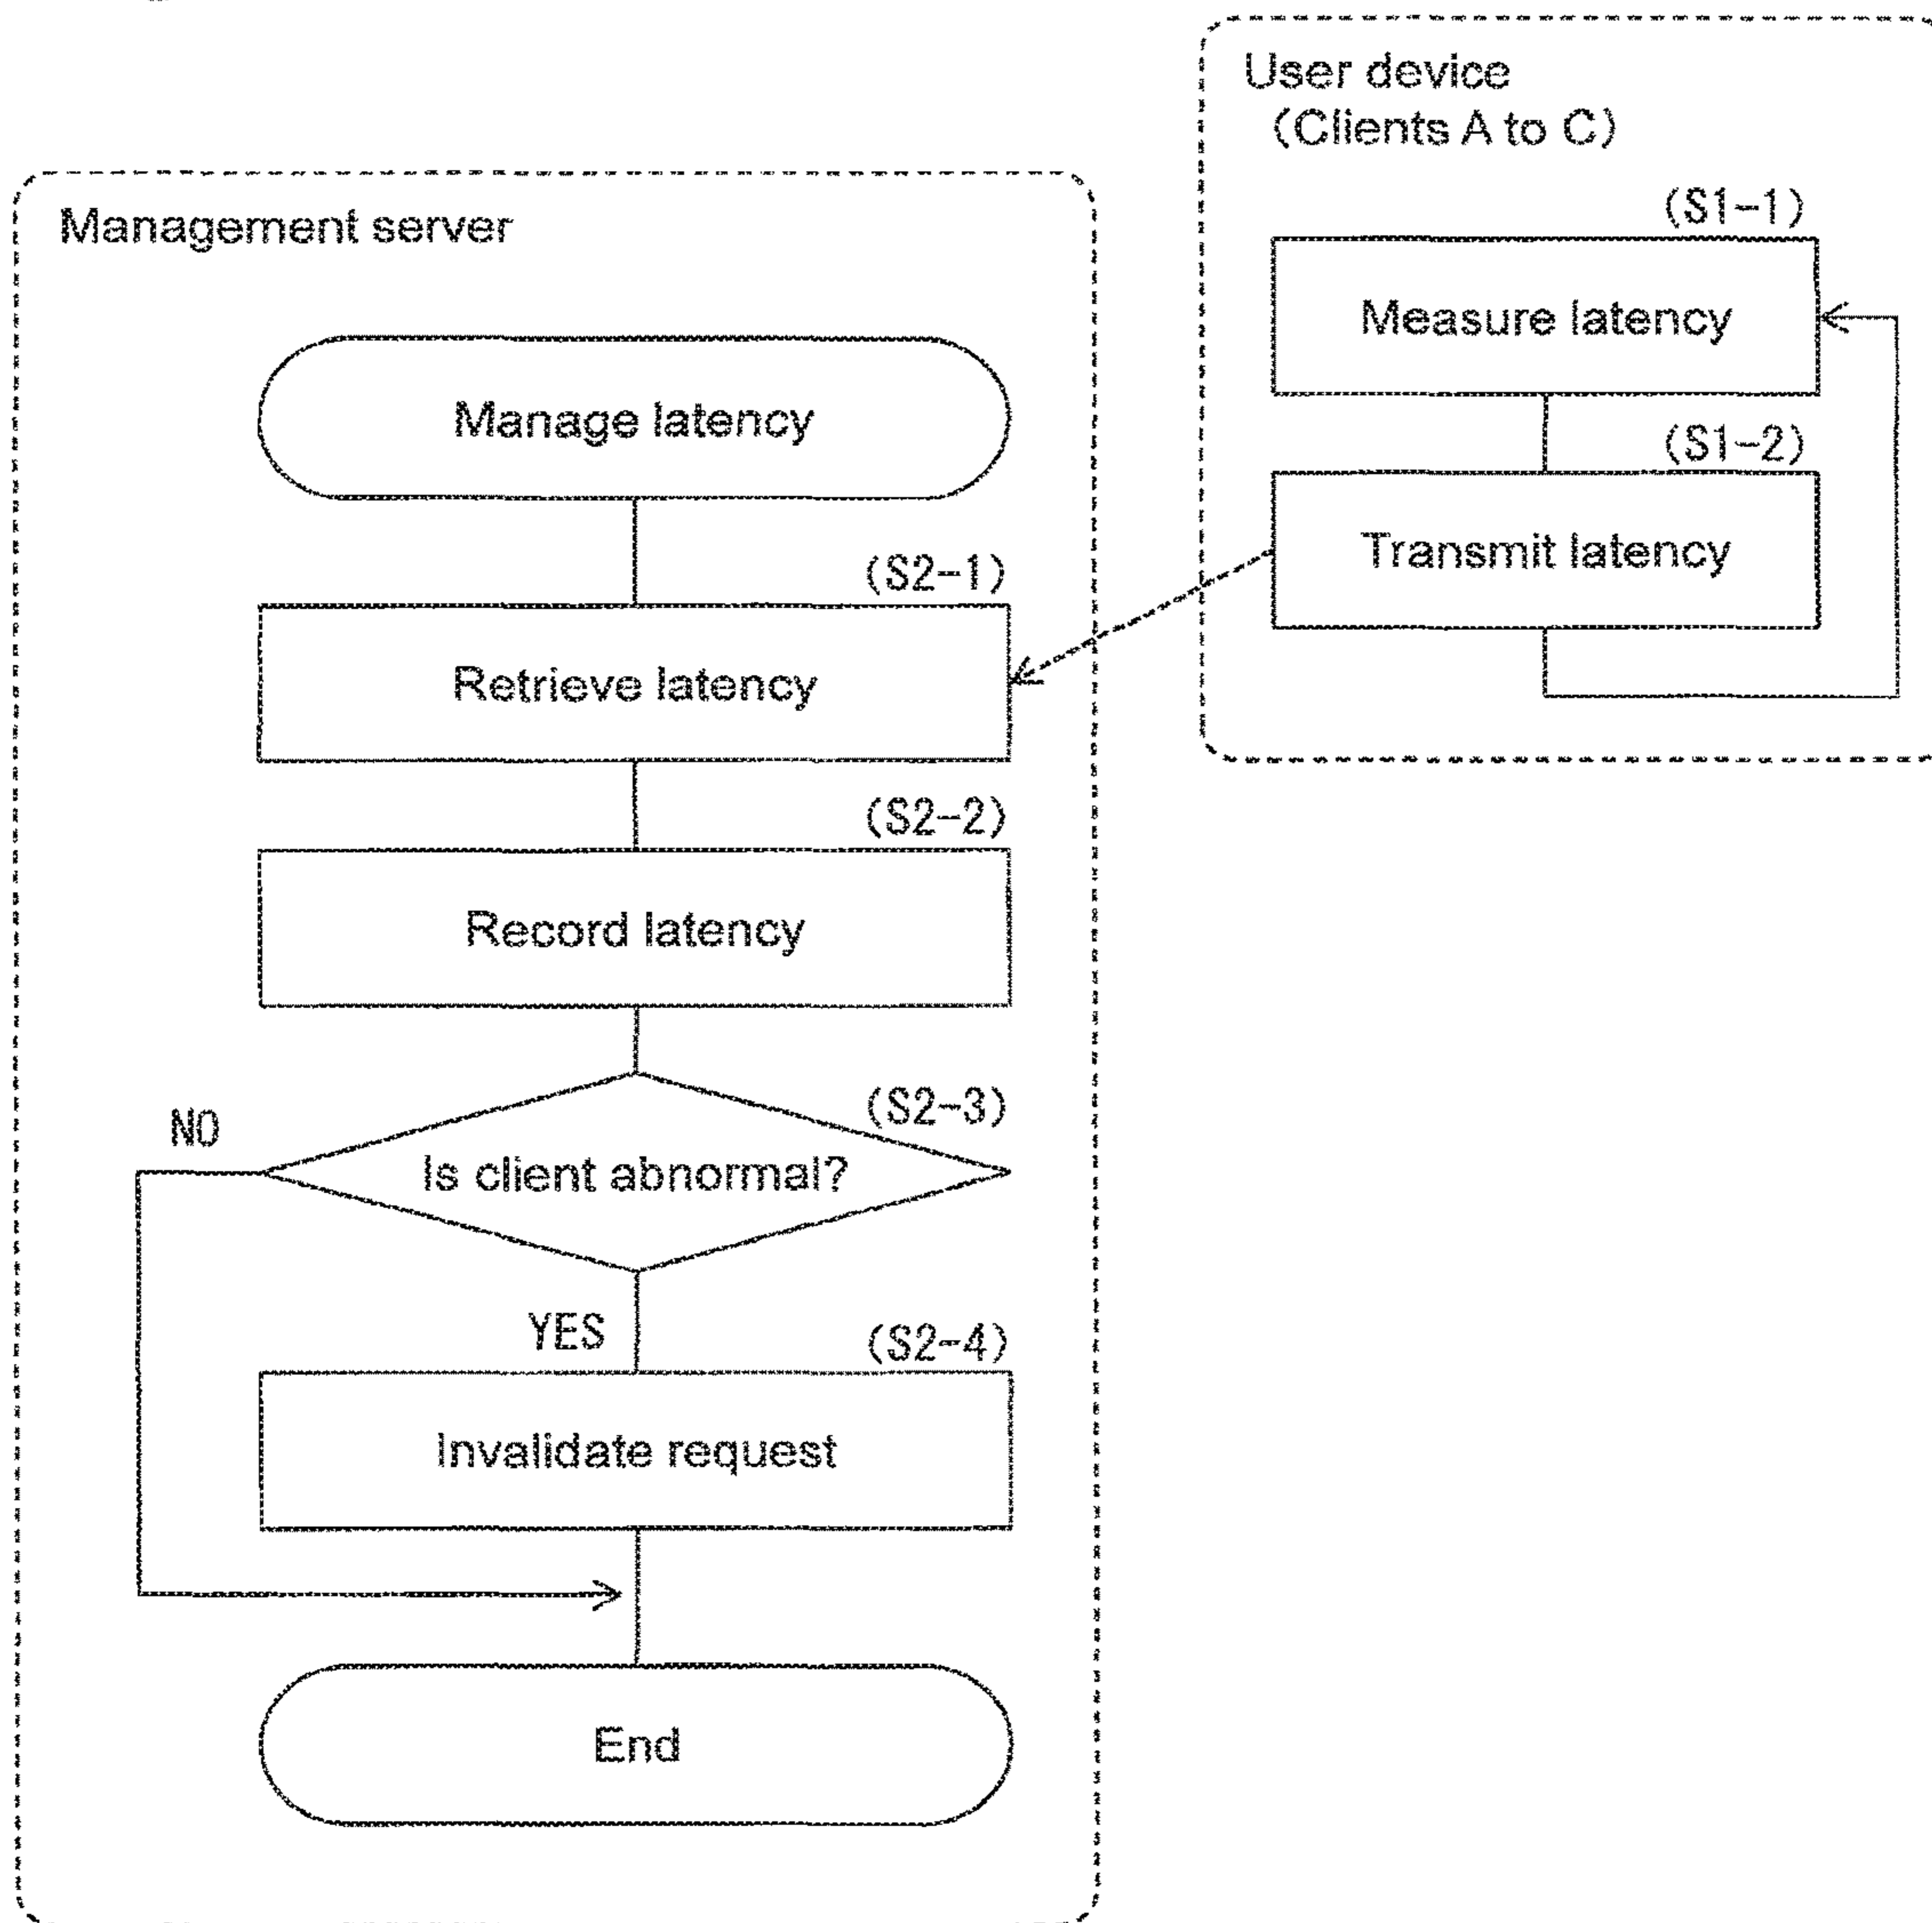 User device
(Clients A to C)
(S1-1)
Measure latency
(S1-2)
Transmit latency
Management server
Manage latency
(S2-1)
Retrieve latency
(S2-2)
Record latency
(S2-3)
NO
Is client abnormal?
YES
(S2-4)
Invalidate request
End